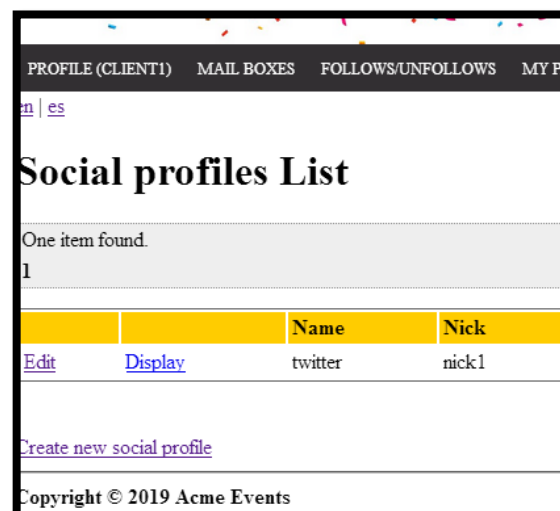 PROFILE (CLIENT1) MAIL BOXES FOLLOWS/UNFOLLOWS MY P
en | es
Social profiles List
One item found.
1
Name Nick
Edit Display twitter nick1
Create new social profile
Copyright © 2019 Acme Events